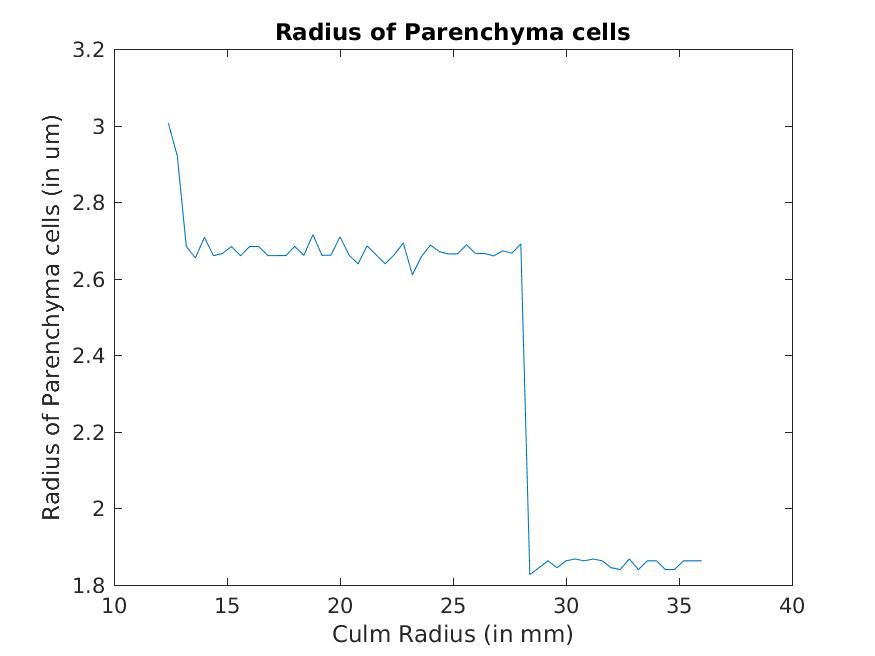 Radius of Parenchyma cells
Radius of Parenchyma cells (in um)
3.2
3
2.8
2.6
2.4
2.2
2
1.8
10 15 20 25 30 35 40
Culm Radius (in mm)